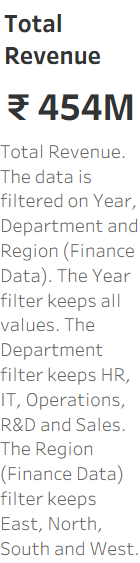 Total
Revenue
₹ 454M
Total Revenue.
The data is
filtered on Year,
Department and
Region (Finance
Data). The Year
filter keeps all
values. The
Department
filter keeps HR,
IT, Operations,
R&D and Sales.
The Region
(Finance Data)
filter keeps
East, North,
South and West.